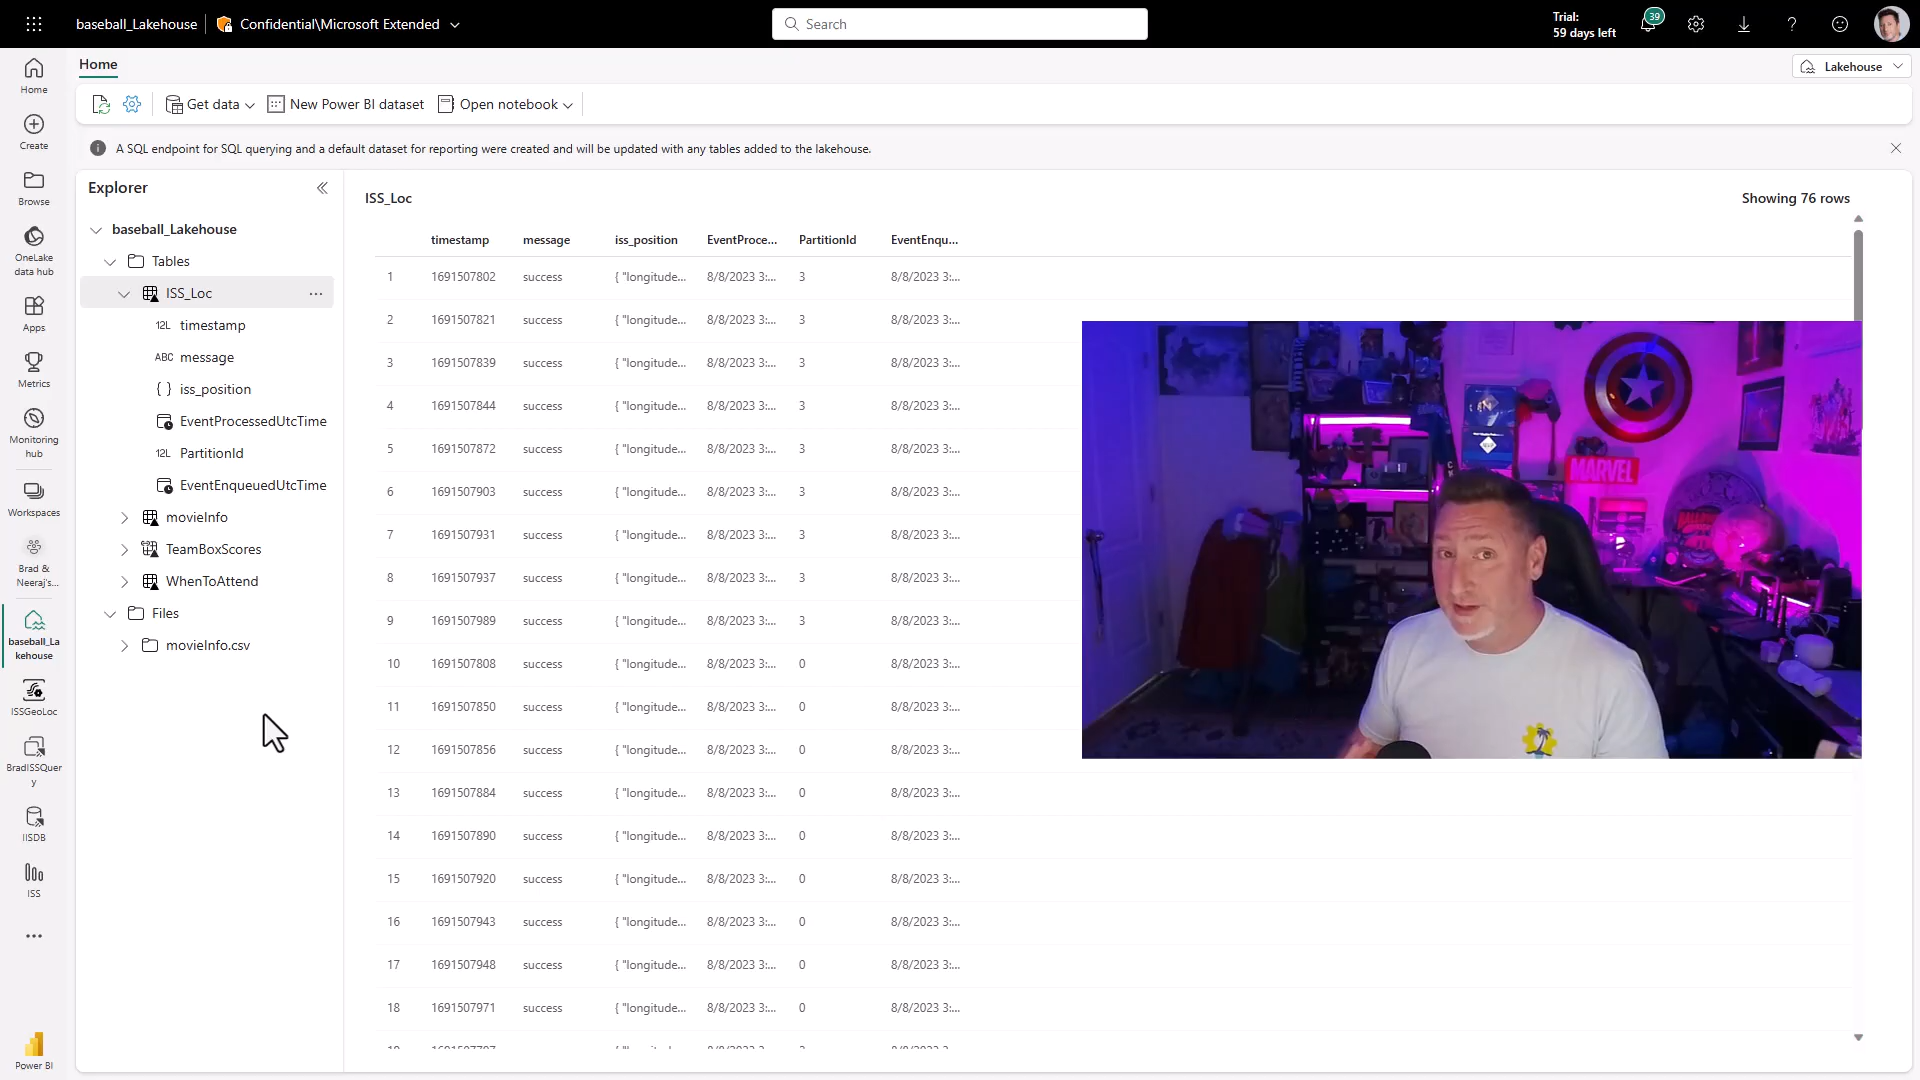 baseball_Lakehouse
Confidential\Microsoft Extended
Search
Trial:
59 days left
39
Home
Lakehouse
Get data
New Power BI dataset
Open notebook
A SQL endpoint for SQL querying and a default dataset for reporting were created and will be updated with any tables added to the lakehouse.
Home
Create
Browse
OneLake
data hub
Apps
Metrics
Monitoring
hub
Workspaces
Brad &
Neeraj's...
baseball_La
kehouse
ISSGeoLoc
BradISSQuer
y
IISDB
ISS
Power BI
Explorer
baseball_Lakehouse
Tables
ISS_Loc
12L timestamp
ABC message
{ } iss_position
EventProcessedUtcTime
12L PartitionId
EventEnqueuedUtcTime
movieInfo
TeamBoxScores
WhenToAttend
Files
movieInfo.csv
ISS_Loc
Showing 76 rows
timestamp message iss_position EventProce... PartitionId EventEnqu...
1 1691507802 success { "longitude... 8/8/2023 3:... 3 8/8/2023 3:...
2 1691507821 success { "longitude... 8/8/2023 3:... 3 8/8/2023 3:...
3 1691507839 success { "longitude... 8/8/2023 3:... 3 8/8/2023 3:...
4 1691507844 success { "longitude... 8/8/2023 3:... 3 8/8/2023 3:...
5 1691507872 success { "longitude... 8/8/2023 3:... 3 8/8/2023 3:...
6 1691507903 success { "longitude... 8/8/2023 3:... 3 8/8/2023 3:...
7 1691507931 success { "longitude... 8/8/2023 3:... 3 8/8/2023 3:...
8 1691507937 success { "longitude... 8/8/2023 3:... 3 8/8/2023 3:...
9 1691507989 success { "longitude... 8/8/2023 3:... 3 8/8/2023 3:...
10 1691507808 success { "longitude... 8/8/2023 3:... 0 8/8/2023 3:...
11 1691507850 success { "longitude... 8/8/2023 3:... 0 8/8/2023 3:...
12 1691507856 success { "longitude... 8/8/2023 3:... 0 8/8/2023 3:...
13 1691507884 success { "longitude... 8/8/2023 3:... 0 8/8/2023 3:...
14 1691507890 success { "longitude... 8/8/2023 3:... 0 8/8/2023 3:...
15 1691507920 success { "longitude... 8/8/2023 3:... 0 8/8/2023 3:...
16 1691507943 success { "longitude... 8/8/2023 3:... 0 8/8/2023 3:...
17 1691507948 success { "longitude... 8/8/2023 3:... 0 8/8/2023 3:...
18 1691507971 success { "longitude... 8/8/2023 3:... 0 8/8/2023 3:...
MARVEL